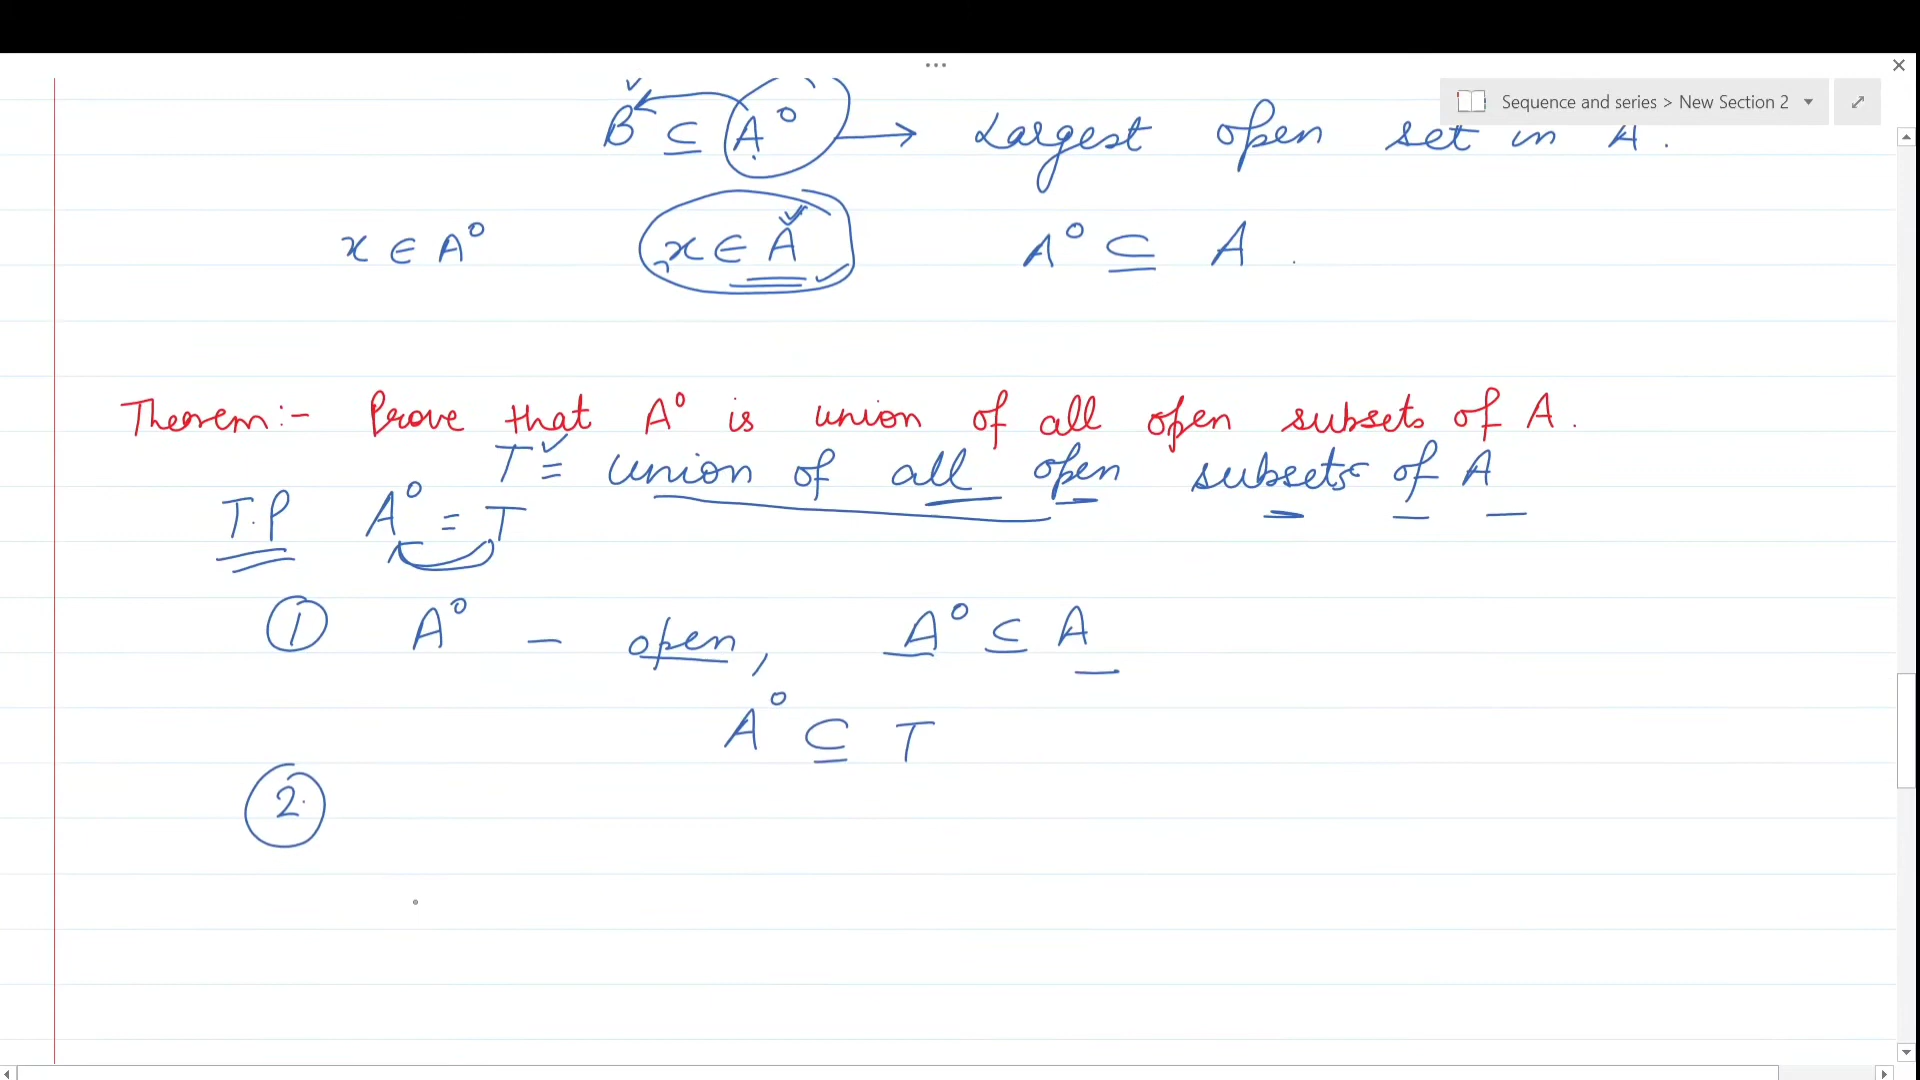 B ⊆ A° → Largest open set in A.
Sequence and series > New Section 2
x ∈ A° x ∈ A A° ⊆ A.
Theorem:- Prove that A° is union of all open subsets of A.
T = union of all open subsets of A
T.P A° = T
① A° - open, A° ⊆ A
A° ⊆ T
②